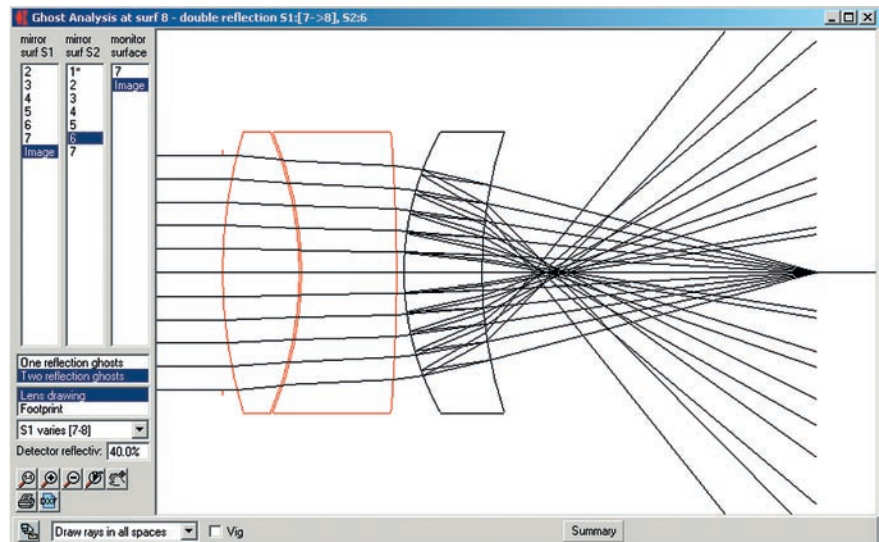 Ghost Analysis at surf 8 - double reflection S1:[7->8], S2:6
mirror surf S1
mirror surf S2
monitor surface
2
3
4
5
6
7
Image
1*
2
3
4
5
6
7
7
Image
One reflection ghosts
Two reflection ghosts
Lens drawing
Footprint
S1 varies [7-8]
Detector reflectiv: 40.0%
Draw rays in all spaces
Vig
Summary